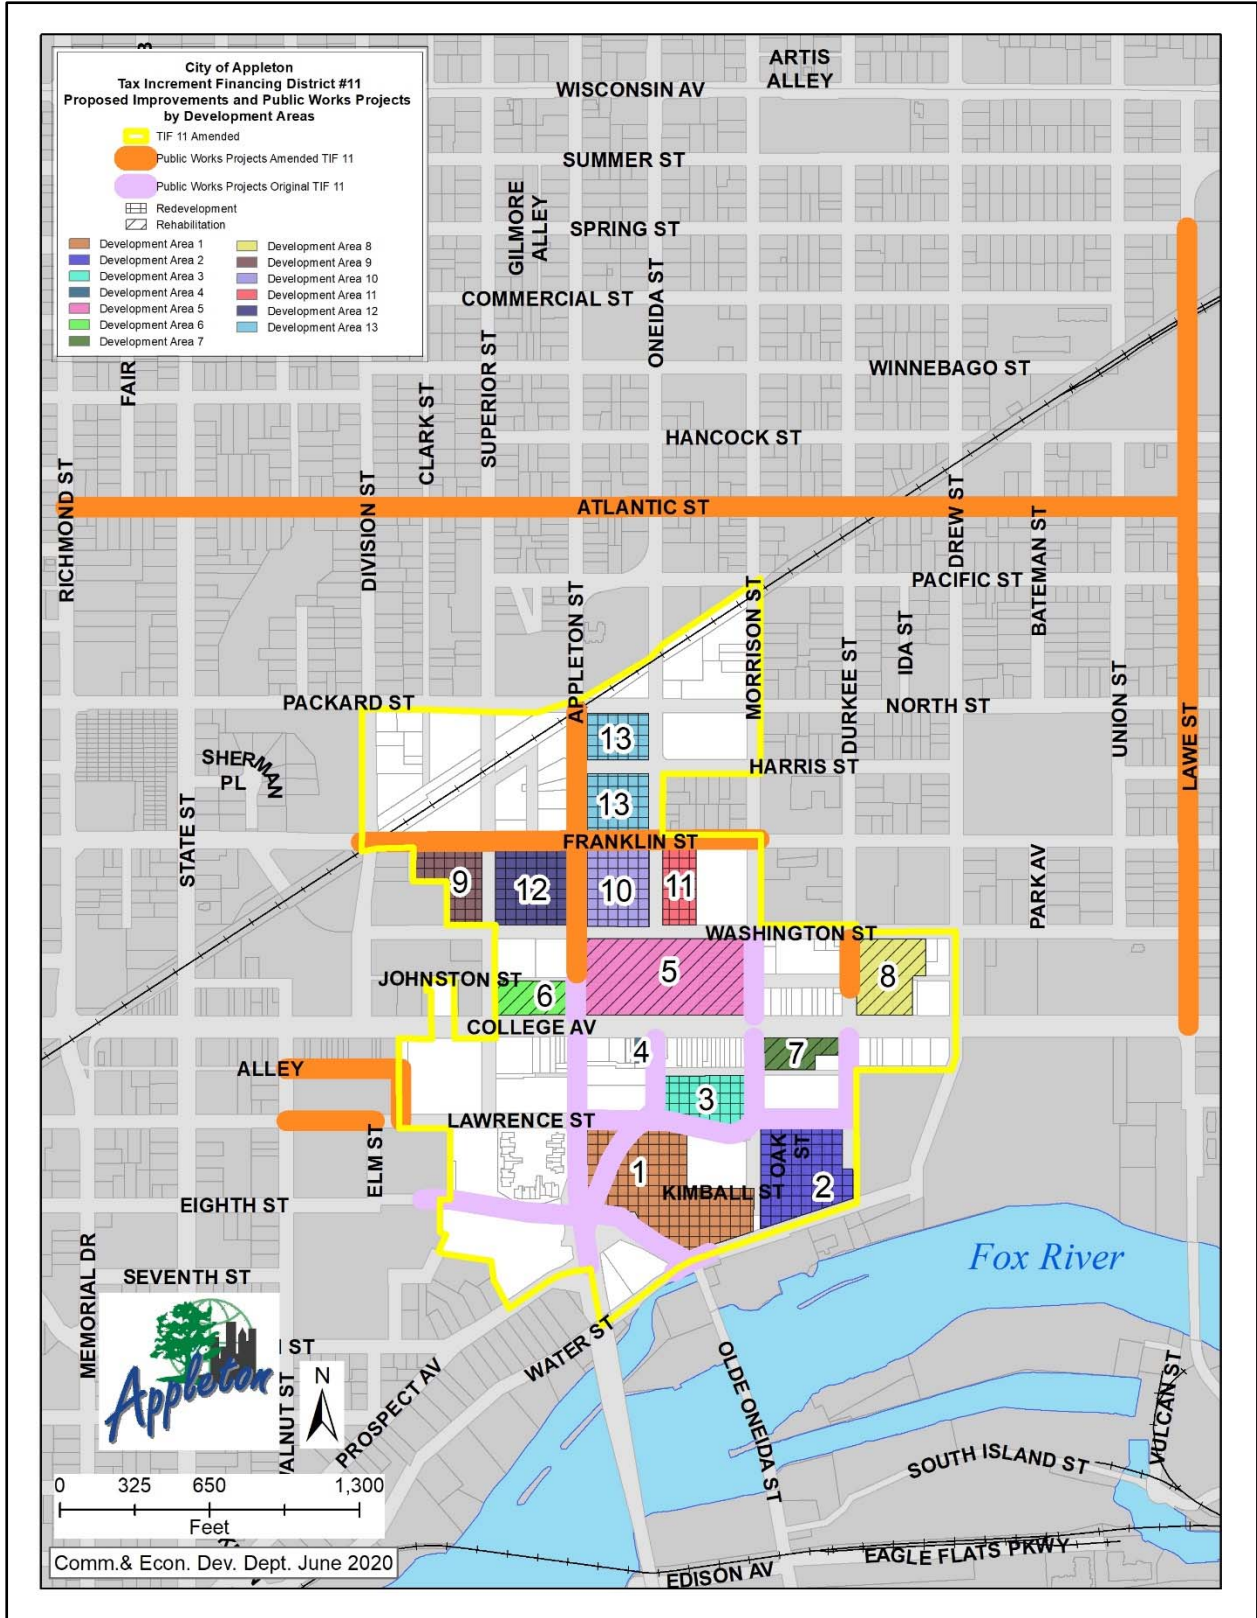 City of Appleton
Tax Increment Financing District #11
Proposed Improvements and Public Works Projects
by Development Areas
TIF 11 Amended
Public Works Projects Amended TIF 11
Public Works Projects Original TIF 11
Redevelopment
Rehabilitation
Development Area 1
Development Area 2
Development Area 3
Development Area 4
Development Area 5
Development Area 6
Development Area 7
Development Area 8
Development Area 9
Development Area 10
Development Area 11
Development Area 12
Development Area 13
ARTIS
ALLEY
WISCONSIN AV
SUMMER ST
GILMORE
ALLEY
SPRING ST
ONEIDA ST
COMMERCIAL ST
FAIR
SUPERIOR ST
WINNEBAGO ST
CLARK ST
HANCOCK ST
RICHMOND ST
DIVISION ST
ATLANTIC ST
DREW ST
BATEMAN ST
PACIFIC ST
APPLETON ST
MORRISON ST
DURKEE ST
IDA ST
UNION ST
LAWE ST
PACKARD ST
NORTH ST
SHERMAN
PL
13
HARRIS ST
13
STATE ST
FRANKLIN ST
PARK AV
9
12
10
11
WASHINGTON ST
JOHNSTON ST
6
5
8
COLLEGE AV
4
7
ALLEY
3
LAWRENCE ST
ELM ST
OAK
ST
1
KIMBALL ST
2
EIGHTH ST
MEMORIAL DR
SEVENTH ST
Fox River
Appleton
ST
N
WATER ST
PROSPECT AV
OLDE ONEIDA ST
VULCAN ST
SOUTH ISLAND ST
0 325 650 1,300
Feet
EAGLE FLATS PKWY
EDISON AV
Comm.& Econ. Dev. Dept. June 2020